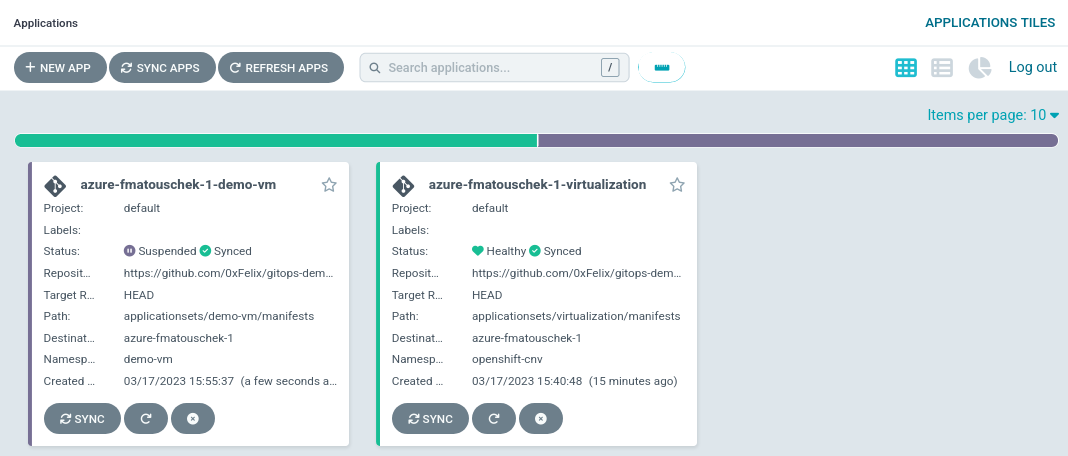 Applications
APPLICATIONS TILES
NEW APP
SYNC APPS
REFRESH APPS
Search applications...
/
Log out
Items per page: 10
azure-fmatouschek-1-demo-vm
Project: default
Labels:
Status: Suspended Synced
Reposit... https://github.com/0xFelix/gitops-dem...
Target R... HEAD
Path: applicationsets/demo-vm/manifests
Destinat... azure-fmatouschek-1
Namesp... demo-vm
Created ... 03/17/2023 15:55:37 (a few seconds a...
SYNC
azure-fmatouschek-1-virtualization
Project: default
Labels:
Status: Healthy Synced
Reposit... https://github.com/0xFelix/gitops-dem...
Target R... HEAD
Path: applicationsets/virtualization/manifests
Destinat... azure-fmatouschek-1
Namesp... openshift-cnv
Created ... 03/17/2023 15:40:48 (15 minutes ago)
SYNC